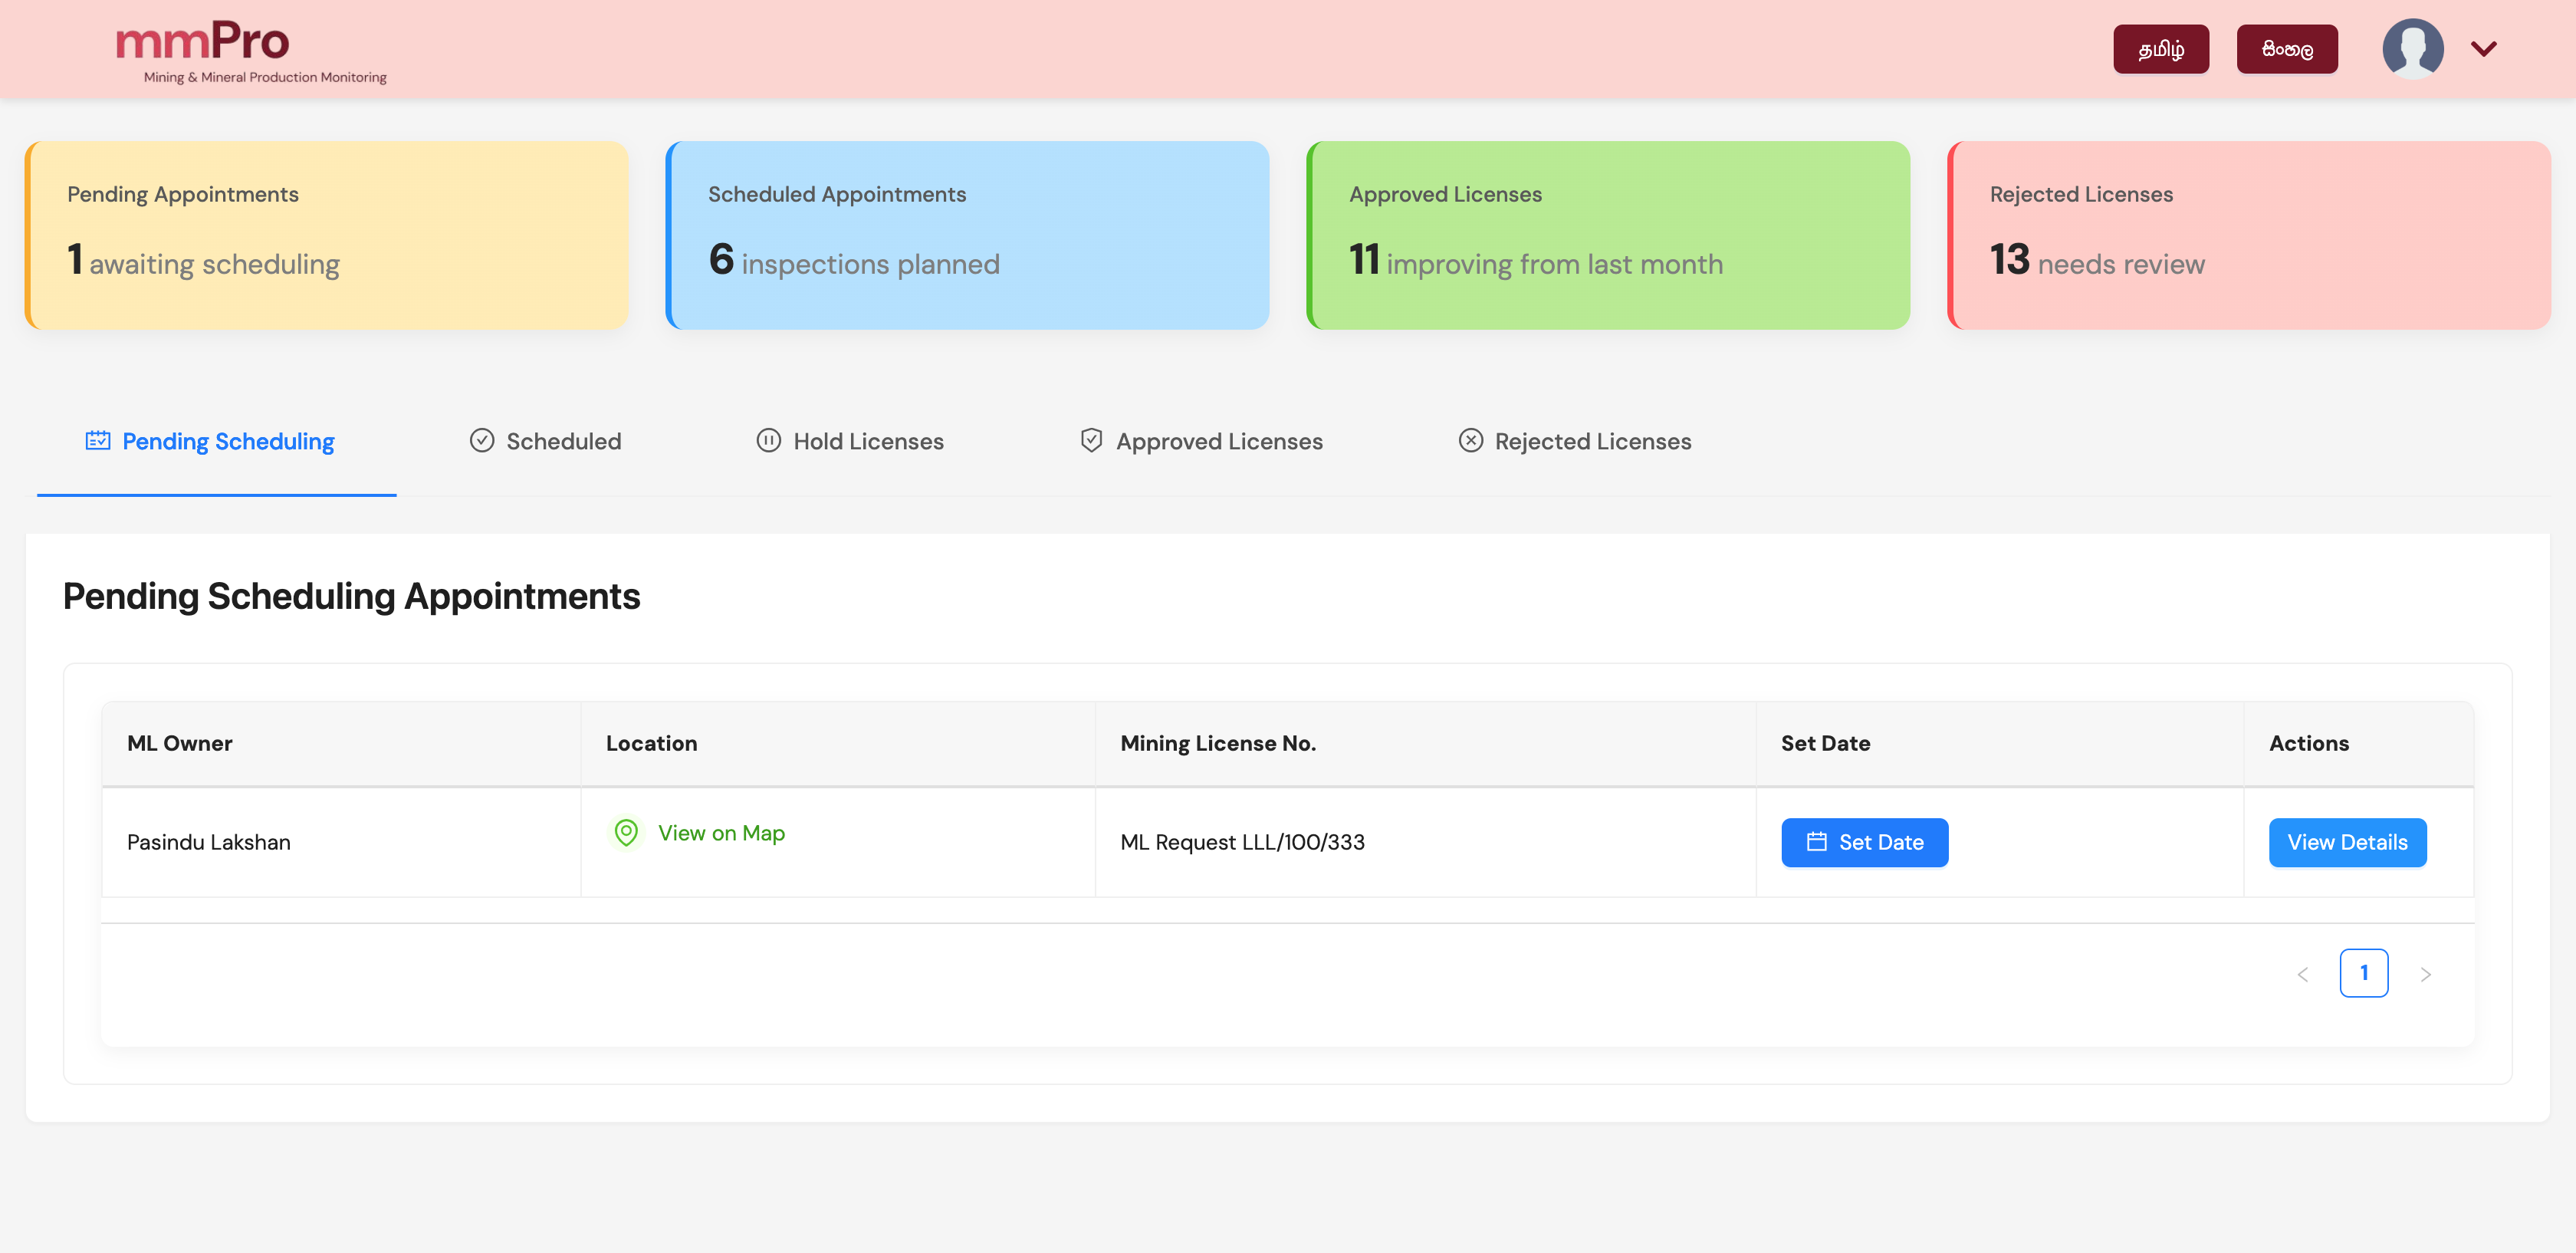 mmPro
Mining & Mineral Production Monitoring
தமிழ்
සිංහල
Pending Appointments
1 awaiting scheduling
Scheduled Appointments
6 inspections planned
Approved Licenses
11 improving from last month
Rejected Licenses
13 needs review
Pending Scheduling
Scheduled
Hold Licenses
Approved Licenses
Rejected Licenses
Pending Scheduling Appointments
ML Owner
Location
Mining License No.
Set Date
Actions
Pasindu Lakshan
View on Map
ML Request LLL/100/333
Set Date
View Details
1